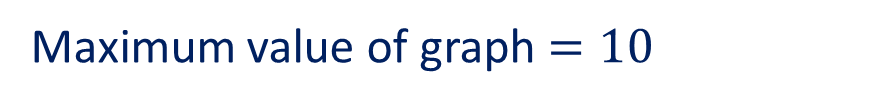 Maximum value of graph = 10